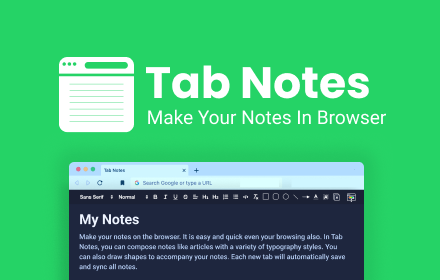 Tab Notes
Make Your Notes In Browser
Tab Notes
Search Google or type a URL
Sans Serif Normal B I U S H₁ H₂
My Notes
Make your notes on the browser. It is easy and quick even your browsing also. In Tab
Notes, you can compose notes like articles with a variety of typography styles. You
can also draw shapes to accompany your notes. Each new tab will automatically save
and sync all notes.